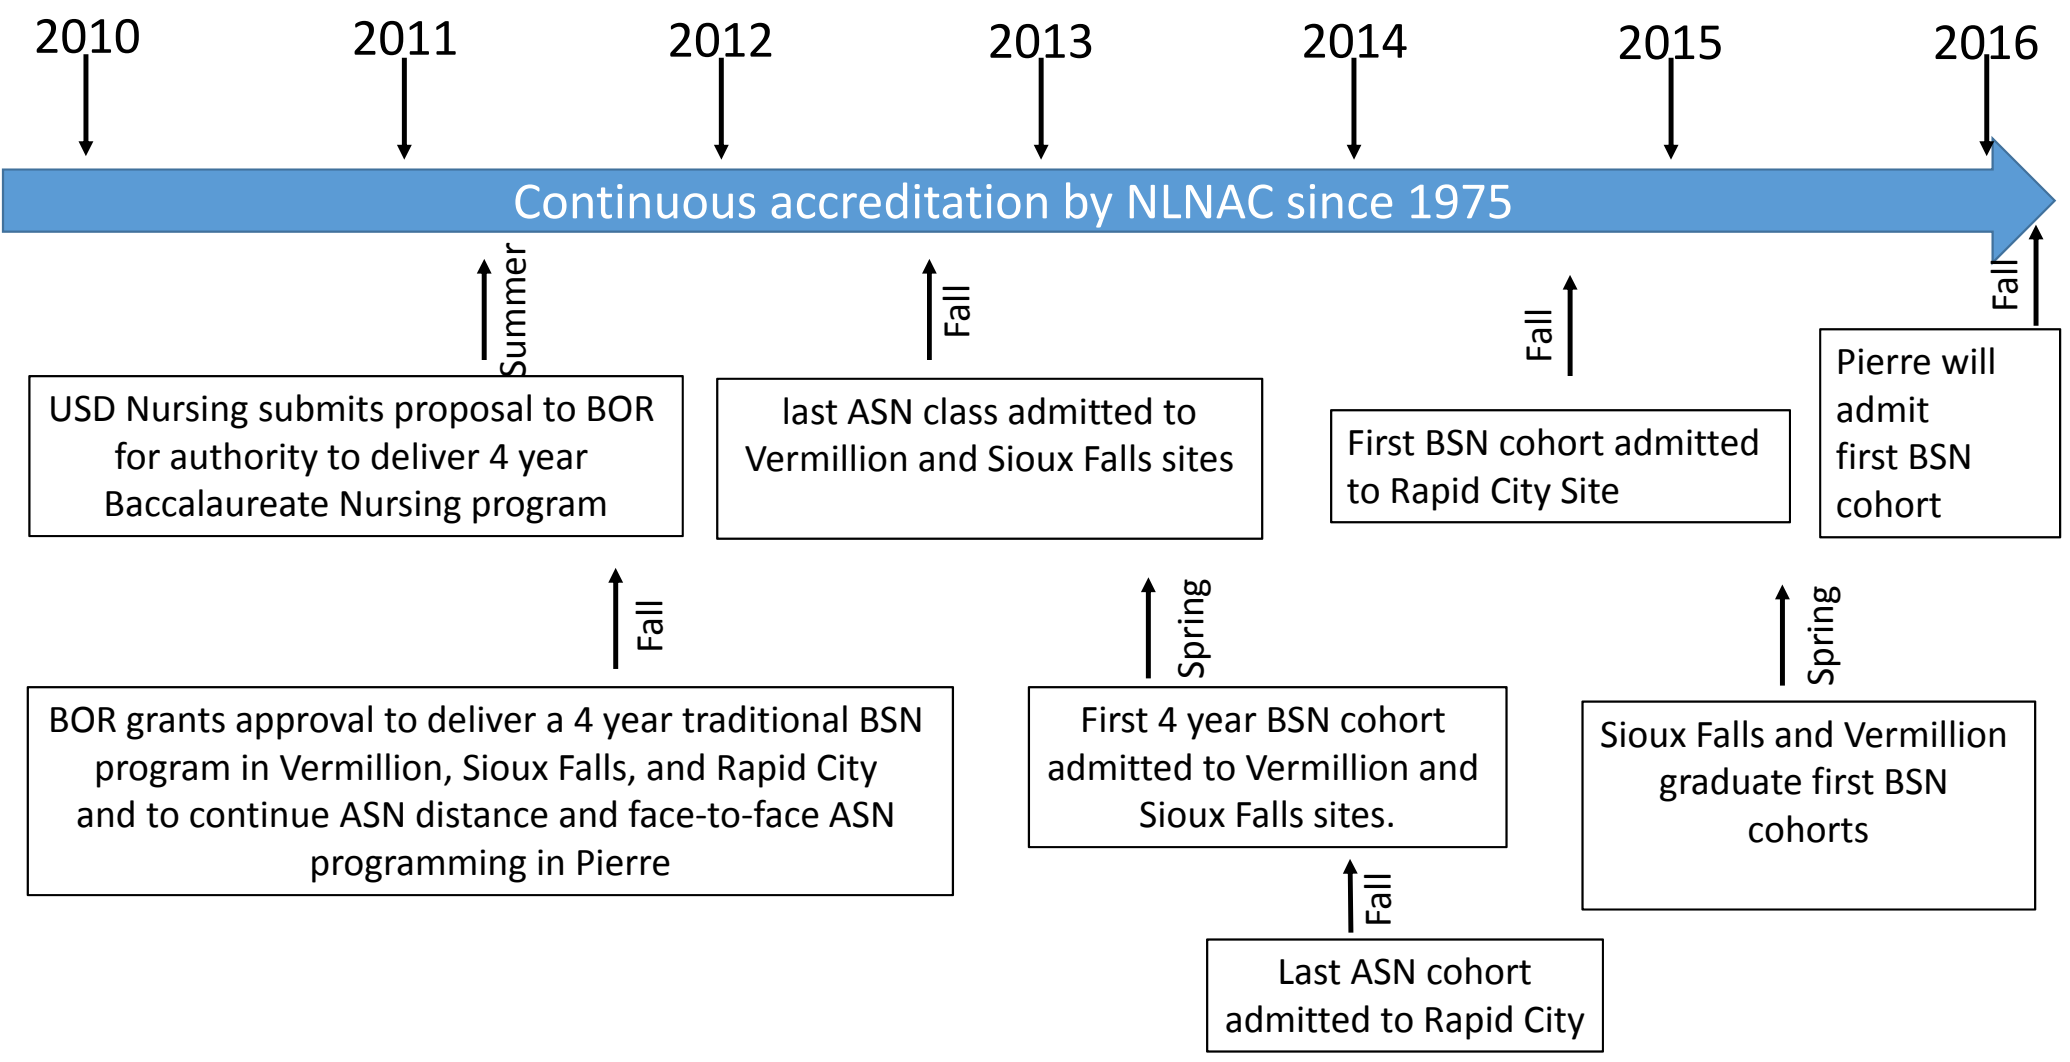 2010
2011
2012
2013
2014
2015
2016
Continuous accreditation by NLNAC since 1975
Summer
Fall
Fall
Fall
USD Nursing submits proposal to BOR
for authority to deliver 4 year
Baccalaureate Nursing program
last ASN class admitted to
Vermillion and Sioux Falls sites
First BSN cohort admitted
to Rapid City Site
Pierre will
admit
first BSN
cohort
Fall
Spring
Spring
BOR grants approval to deliver a 4 year traditional BSN
program in Vermillion, Sioux Falls, and Rapid City
and to continue ASN distance and face-to-face ASN
programming in Pierre
First 4 year BSN cohort
admitted to Vermillion and
Sioux Falls sites.
Sioux Falls and Vermillion
graduate first BSN
cohorts
Fall
Last ASN cohort
admitted to Rapid City